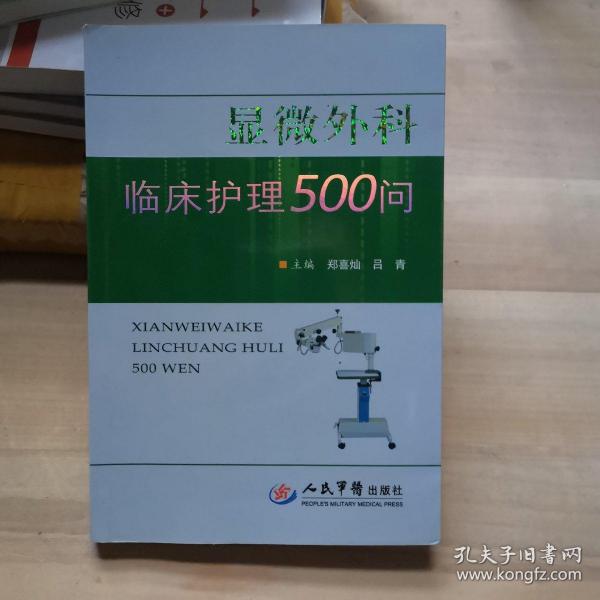 显微外科
临床护理500问
主编 郑喜灿 吕 青
XIANWEIWAIKE
LINCHUANG HULI
500 WEN
人民军医出版社
PEOPLE'S MILITARY MEDICAL PRESS
孔夫子旧书网
www.kongfz.com